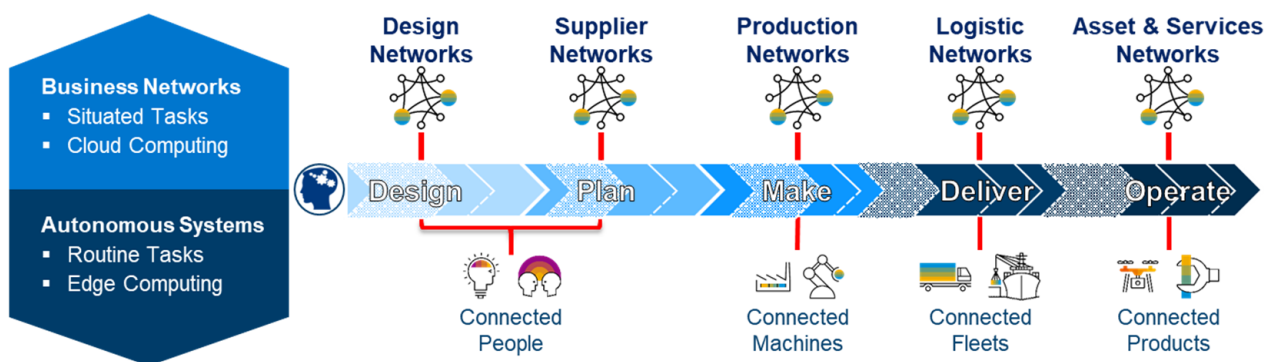 Business Networks
▪ Situated Tasks
▪ Cloud Computing
Autonomous Systems
▪ Routine Tasks
▪ Edge Computing
Design
Networks
Supplier
Networks
Production
Networks
Logistic
Networks
Asset & Services
Networks
Design
Plan
Make
Deliver
Operate
Connected
People
Connected
Machines
Connected
Fleets
Connected
Products